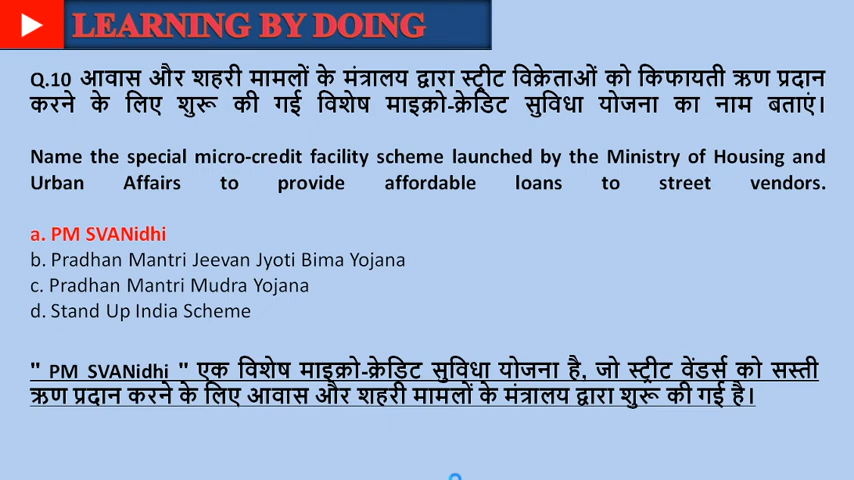 LEARNING BY DOING
Q.10 आवास और शहरी मामलों के मंत्रालय द्वारा स्ट्रीट विक्रेताओं को किफायती ऋण प्रदान
करने के लिए शुरू की गई विशेष माइक्रो-क्रेडिट सुविधा योजना का नाम बताएं।
Name the special micro-credit facility scheme launched by the Ministry of Housing and
Urban Affairs to provide affordable loans to street vendors.
a. PM SVANidhi
b. Pradhan Mantri Jeevan Jyoti Bima Yojana
c. Pradhan Mantri Mudra Yojana
d. Stand Up India Scheme
" PM SVANidhi " एक विशेष माइक्रो-क्रेडिट सुविधा योजना है, जो स्ट्रीट वेंडर्स को सस्ती
ऋण प्रदान करने के लिए आवास और शहरी मामलों के मंत्रालय द्वारा शुरू की गई है।